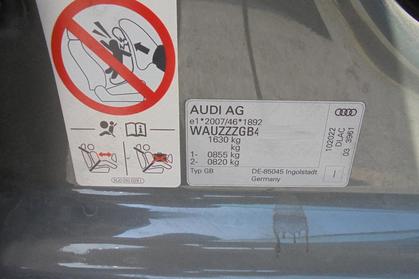 AUDI AG
e1*2007/46*1892
WAUZZZGB4
1630 kg
kg
1- 0855 kg
2- 0820 kg
Typ GB
DE-85045 Ingolstadt
Germany
102022
DLAC
03 3961